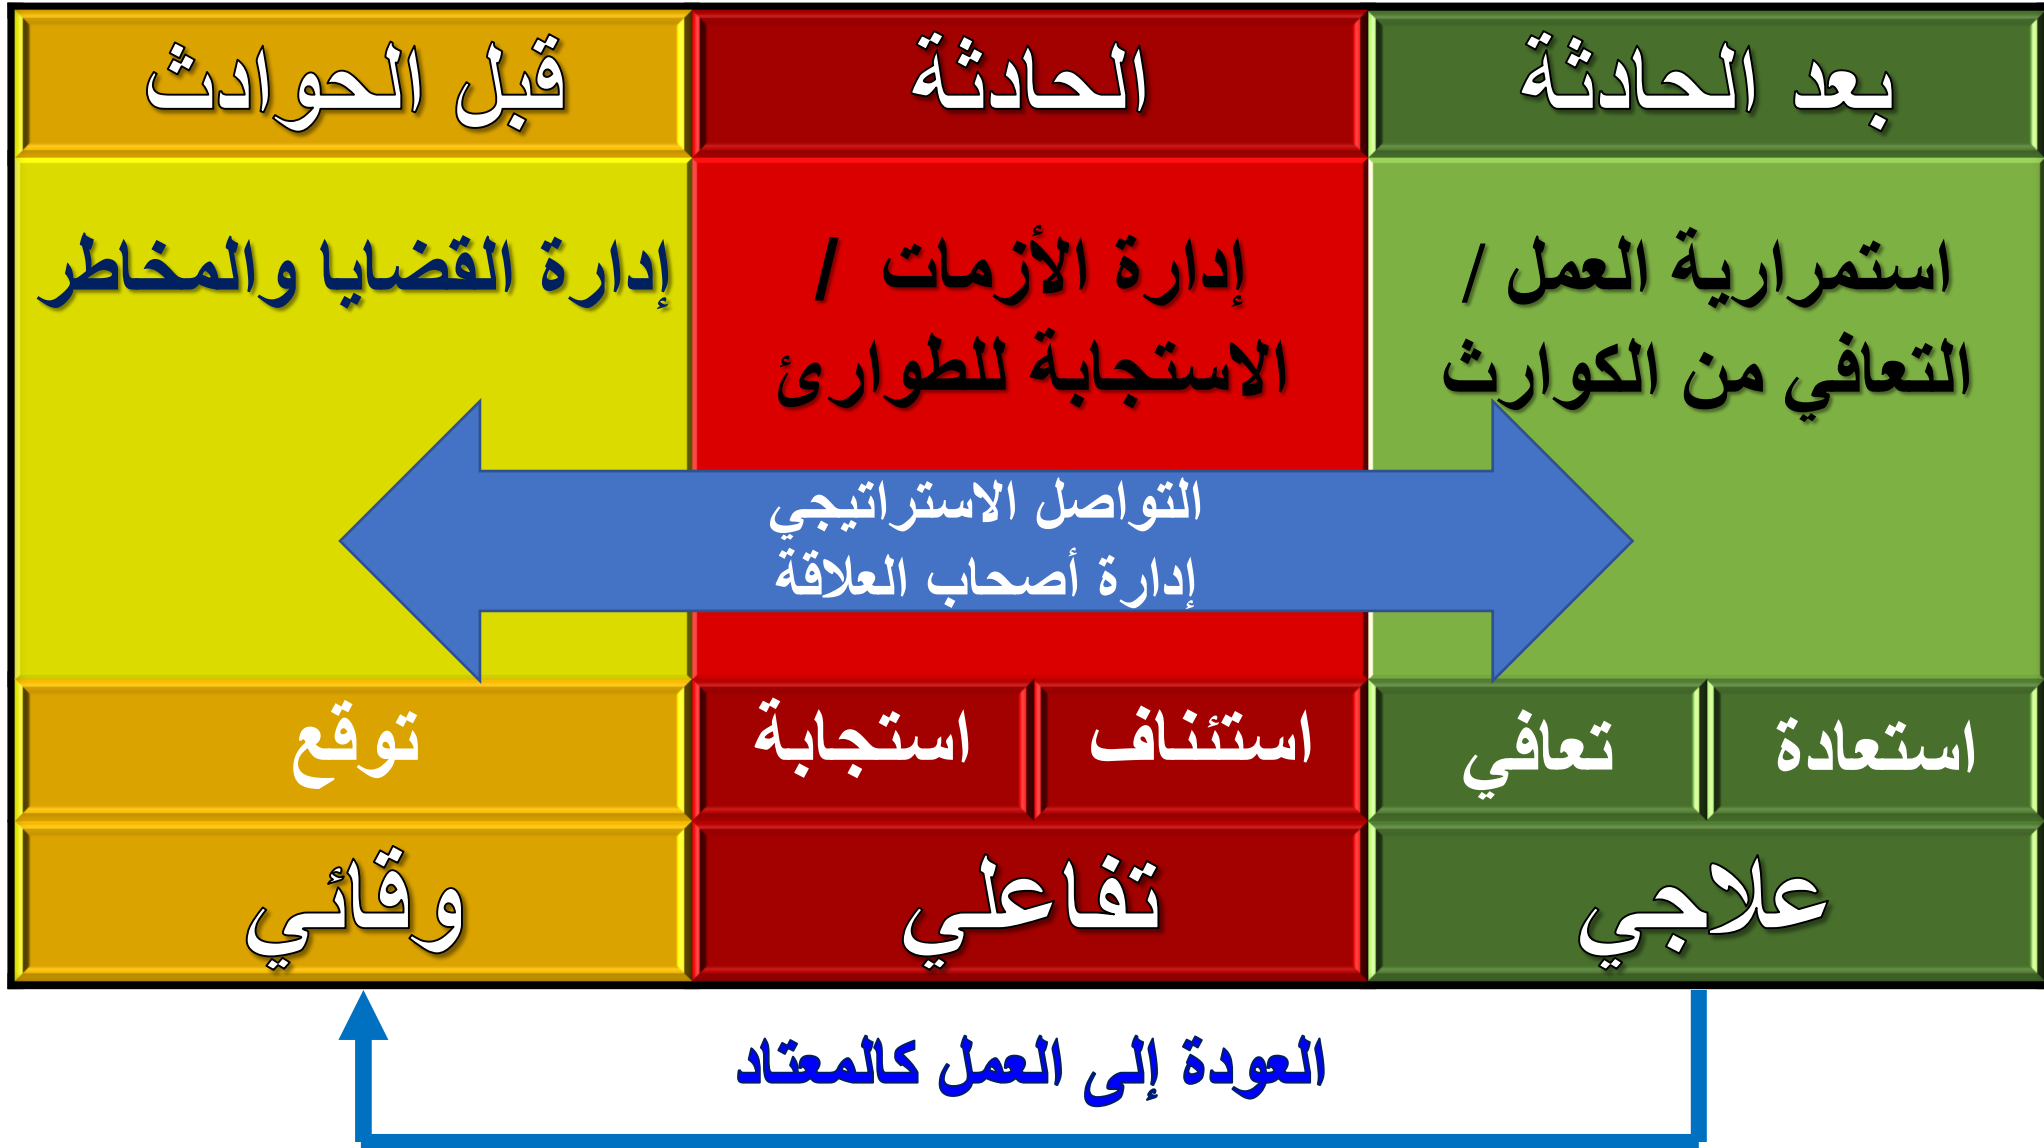 قبل الحوادث
الحادثة
بعد الحادثة
إدارة القضايا والمخاطر
إدارة الأزمات /
الاستجابة للطوارئ
استمرارية العمل /
التعافي من الكوارث
التواصل الاستراتيجي
إدارة أصحاب العلاقة
توقع
استجابة
استئناف
تعافي
استعادة
وقائي
تفاعلي
علاجي
العودة إلى العمل كالمعتاد